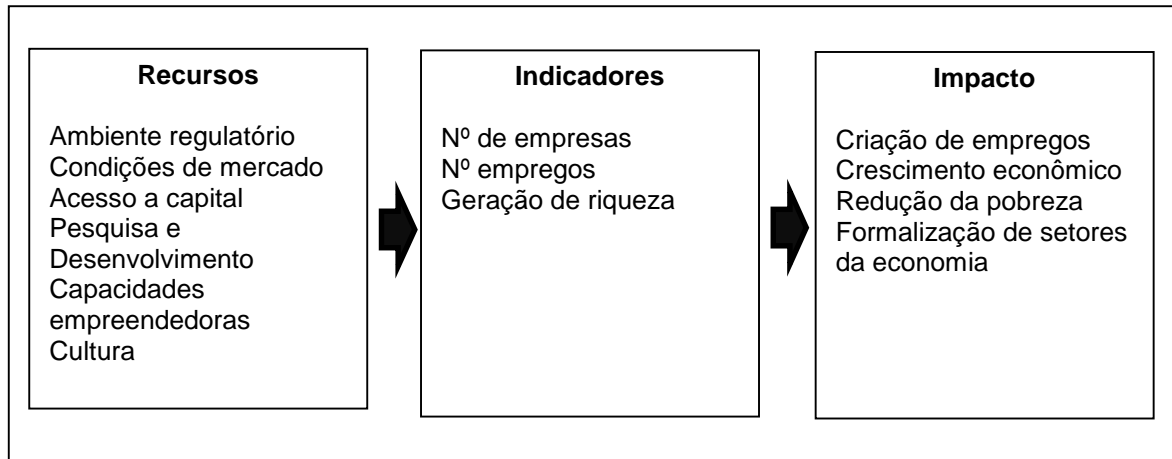 Recursos
Ambiente regulatório
Condições de mercado
Acesso a capital
Pesquisa e
Desenvolvimento
Capacidades
empreendedoras
Cultura
Indicadores
Nº de empresas
Nº empregos
Geração de riqueza
Impacto
Criação de empregos
Crescimento econômico
Redução da pobreza
Formalização de setores
da economia